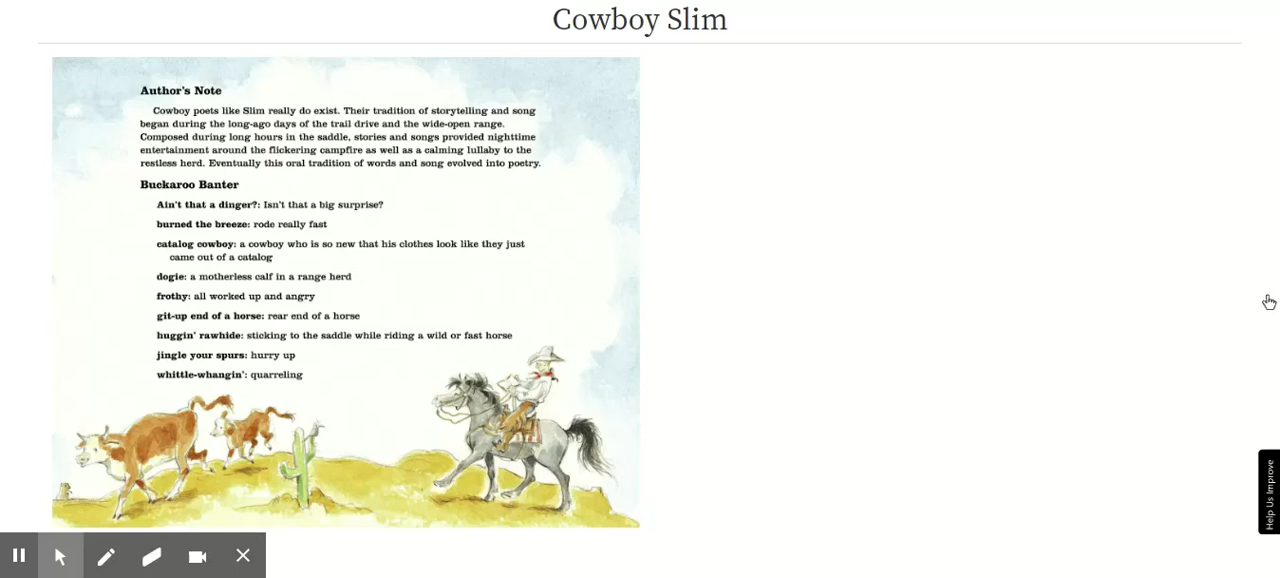 Cowboy Slim
Author's Note
Cowboy poets like Slim really do exist. Their tradition of storytelling and song
began during the long-ago days of the trail drive and the wide-open range.
Composed during long hours in the saddle, stories and songs provided nighttime
entertainment around the flickering campfire as well as a calming lullaby to the
restless herd. Eventually this oral tradition of words and song evolved into poetry.
Buckaroo Banter
Ain't that a dinger?: Isn't that a big surprise?
burned the breeze: rode really fast
catalog cowboy: a cowboy who is so new that his clothes look like they just
came out of a catalog
dogie: a motherless calf in a range herd
frothy: all worked up and angry
git-up end of a horse: rear end of a horse
huggin' rawhide: sticking to the saddle while riding a wild or fast horse
jingle your spurs: hurry up
whittle-whangin': quarreling
Help Us Improve